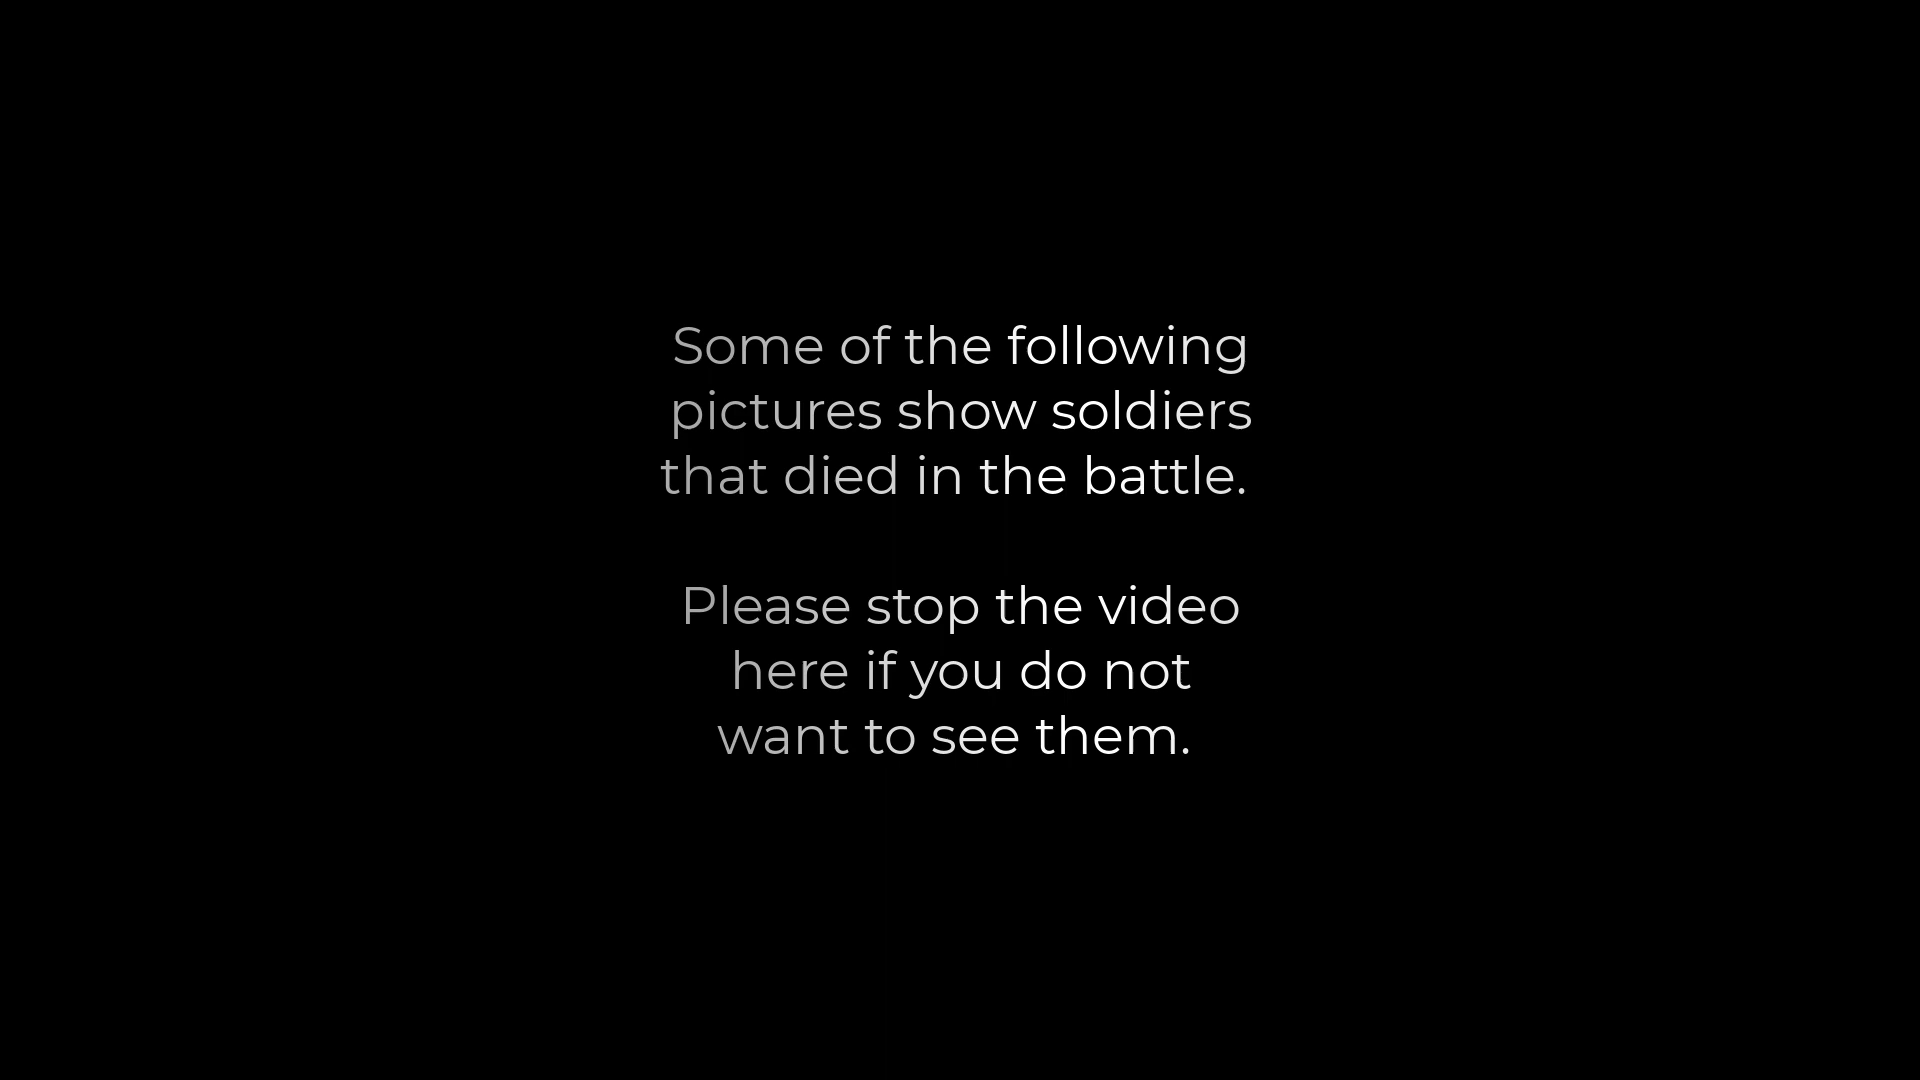 Some of the following
pictures show soldiers
that died in the battle.
Please stop the video
here if you do not
want to see them.